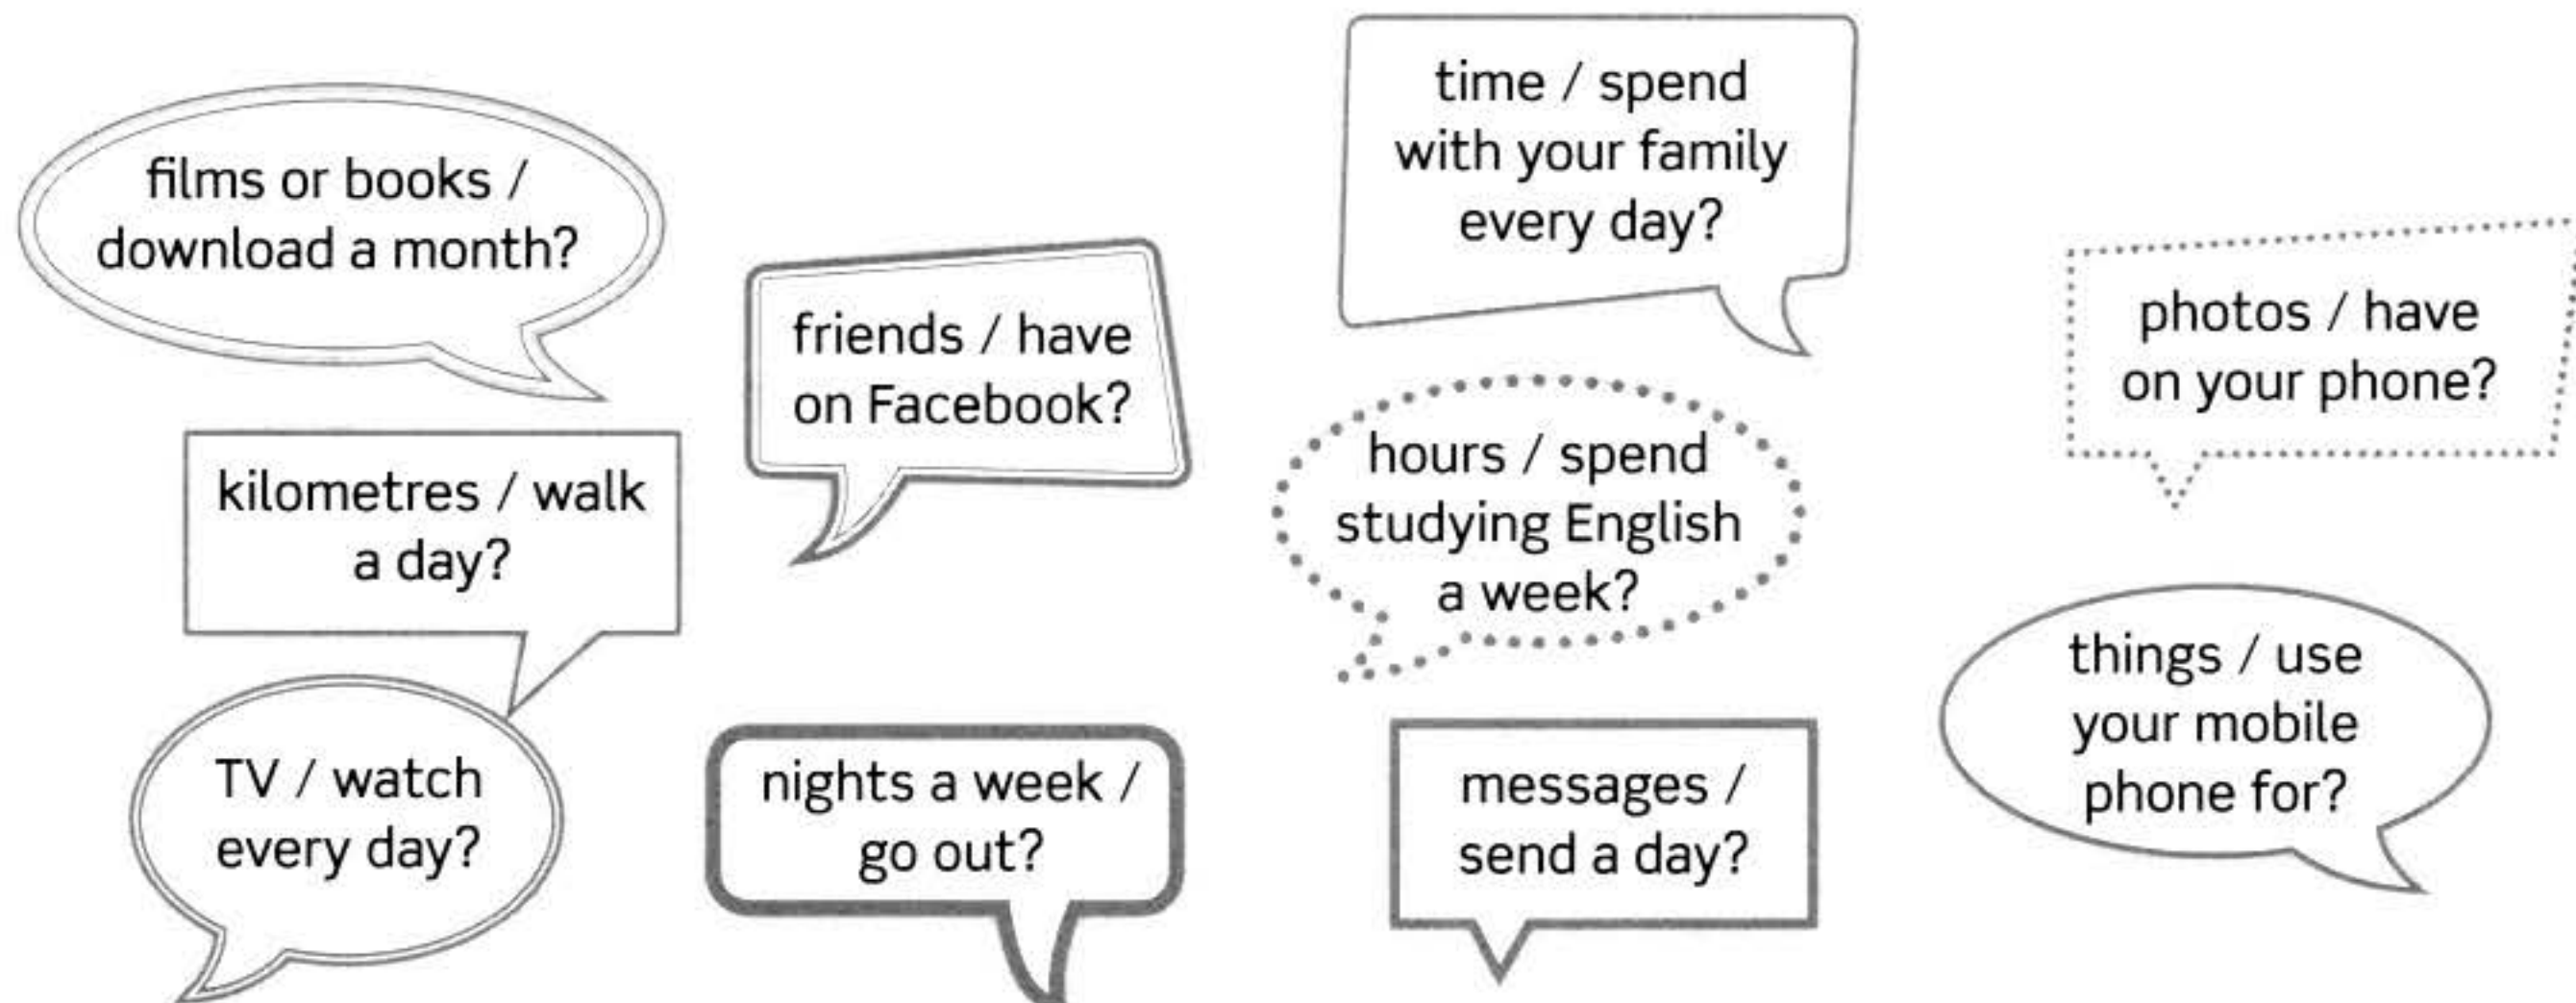 films or books /
download a month?
kilometres / walk
a day?
TV / watch
every day?
friends / have
on Facebook?
nights a week /
go out?
time / spend
with your family
every day?
hours / spend
studying English
a week?
messages /
send a day?
photos / have
on your phone?
things / use
your mobile
phone for?